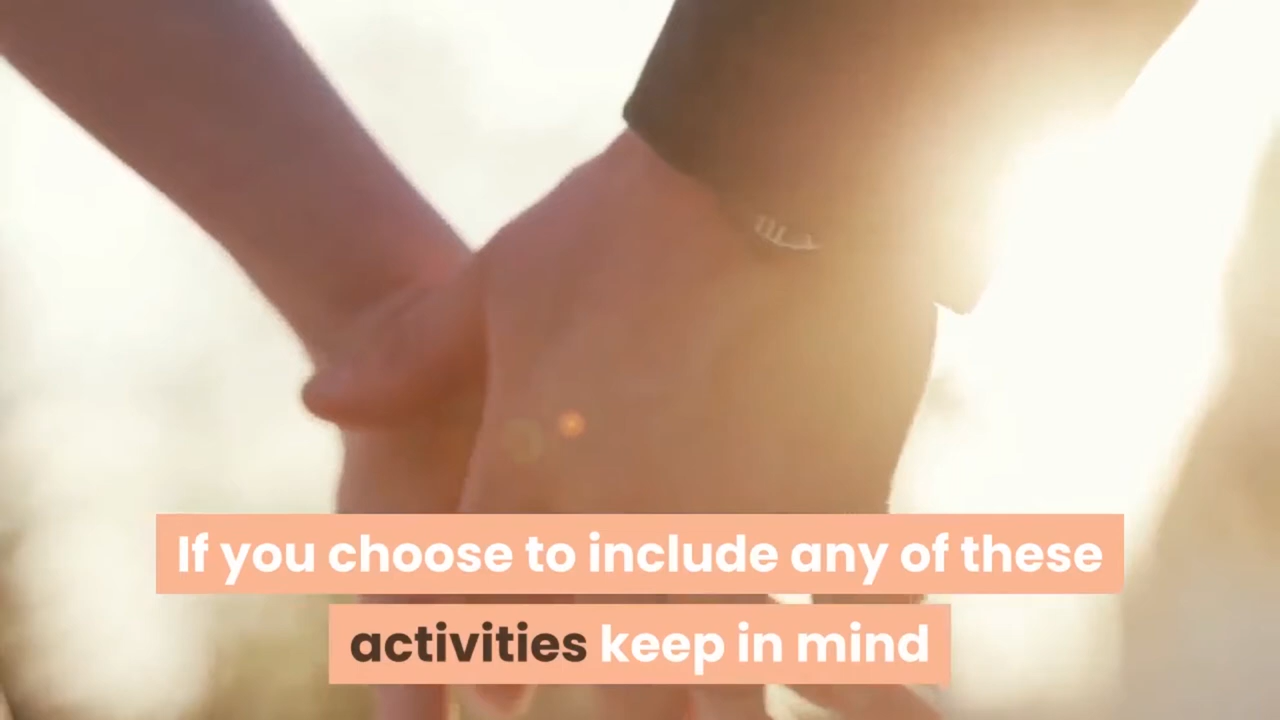 If you choose to include any of these
activities keep in mind